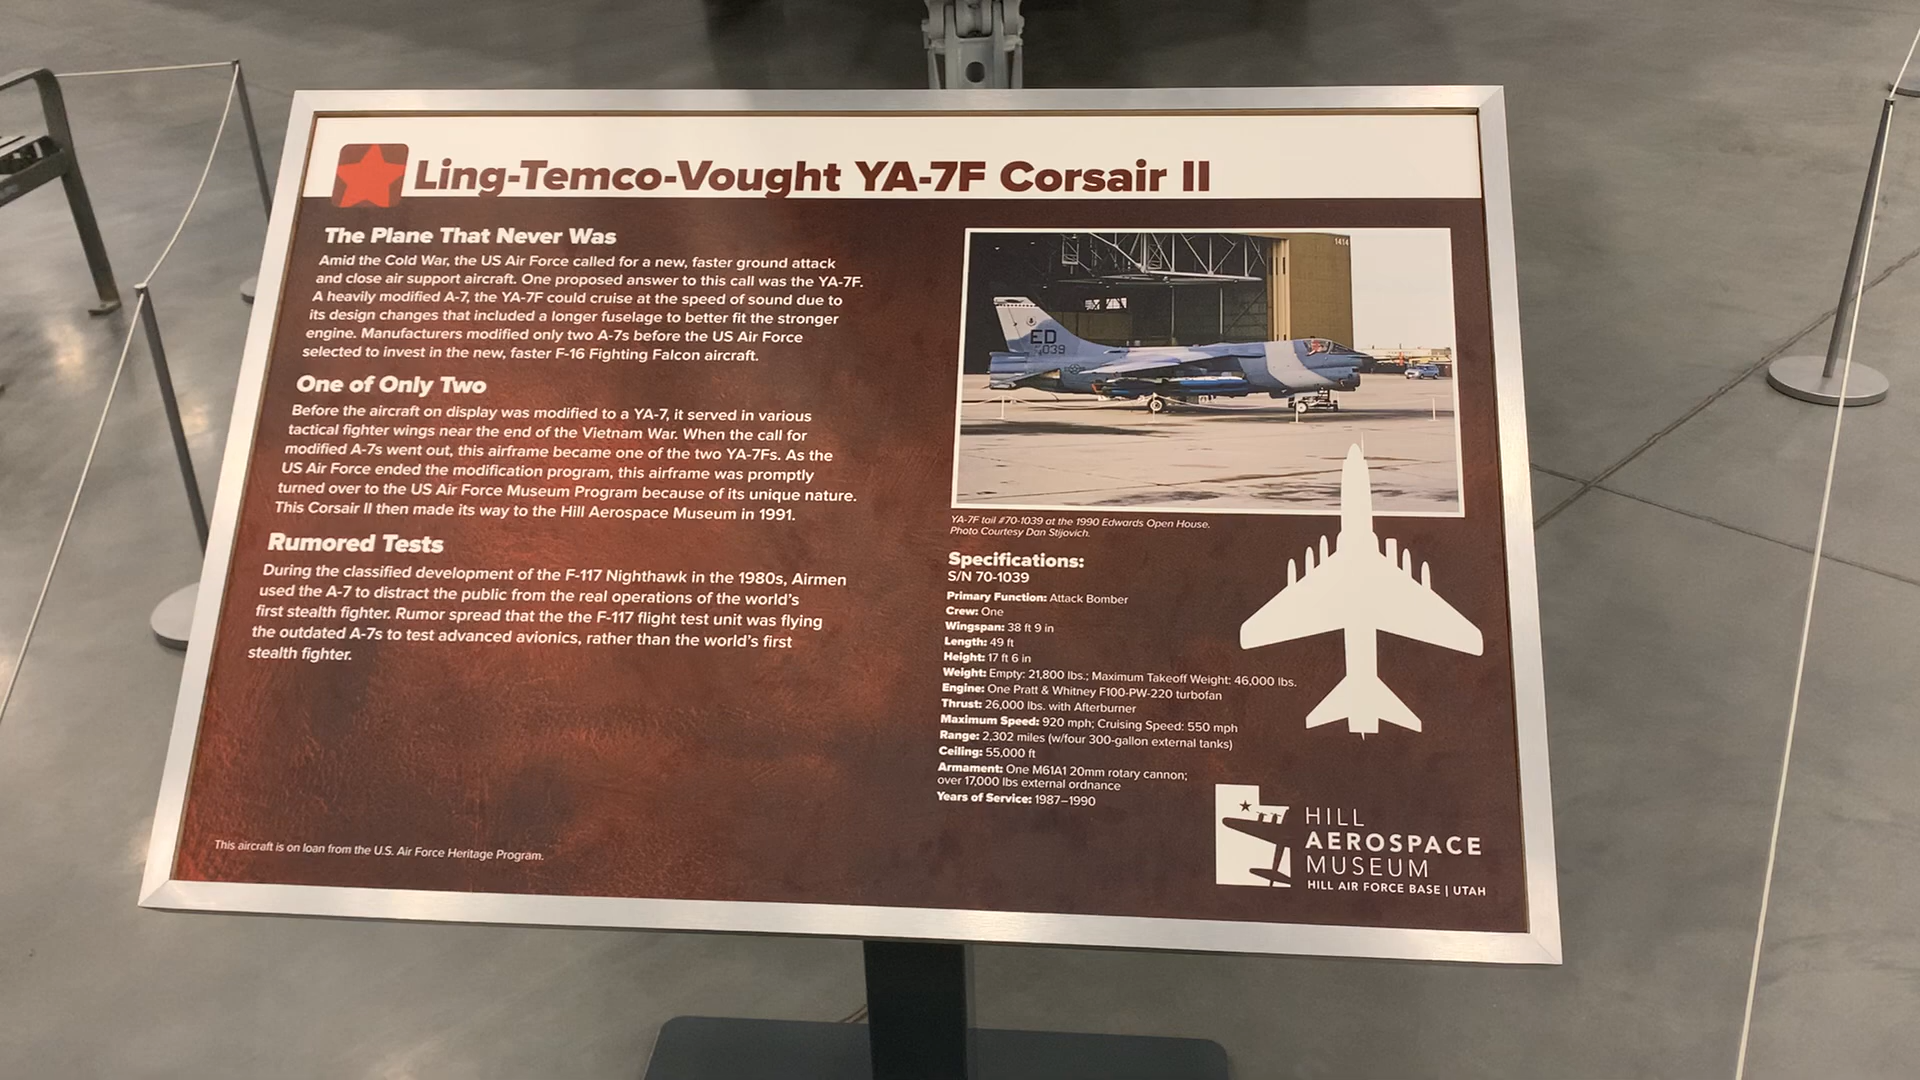 Ling-Temco-Vought YA-7F Corsair II
The Plane That Never Was
Amid the Cold War, the US Air Force called for a new, faster ground attack
and close air support aircraft. One proposed answer to this call was the YA-7F.
A heavily modified A-7, the YA-7F could cruise at the speed of sound due to
its design changes that included a longer fuselage to better fit the stronger
engine. Manufacturers modified only two A-7s before the US Air Force
selected to invest in the new, faster F-16 Fighting Falcon aircraft.
One of Only Two
Before the aircraft on display was modified to a YA-7, it served in various
tactical fighter wings near the end of the Vietnam War. When the call for
modified A-7s went out, this airframe became one of the two YA-7Fs. As the
US Air Force ended the modification program, this airframe was promptly
turned over to the US Air Force Museum Program because of its unique nature.
This Corsair II then made its way to the Hill Aerospace Museum in 1991.
Rumored Tests
During the classified development of the F-117 Nighthawk in the 1980s, Airmen
used the A-7 to distract the public from the real operations of the world's
first stealth fighter. Rumor spread that the the F-117 flight test unit was flying
the outdated A-7s to test advanced avionics, rather than the world's first
stealth fighter.
This aircraft is on loan from the U.S. Air Force Heritage Program.
1414
ED
039
YA-7F tail #70-1039 at the 1990 Edwards Open House.
Photo Courtesy Dan Stijovich.
Specifications:
S/N 70-1039
Primary Function: Attack Bomber
Crew: One
Wingspan: 38 ft 9 in
Length: 49 ft
Height: 17 ft 6 in
Weight: Empty: 21,800 lbs.; Maximum Takeoff Weight: 46,000 lbs.
Engine: One Pratt & Whitney F100-PW-220 turbofan
Thrust: 26,000 lbs. with Afterburner
Maximum Speed: 920 mph; Cruising Speed: 550 mph
Range: 2,302 miles (w/four 300-gallon external tanks)
Ceiling: 55,000 ft
Armament: One M61A1 20mm rotary cannon;
over 17,000 lbs external ordnance
Years of Service: 1987–1990
HILL
AEROSPACE
MUSEUM
HILL AIR FORCE BASE | UTAH